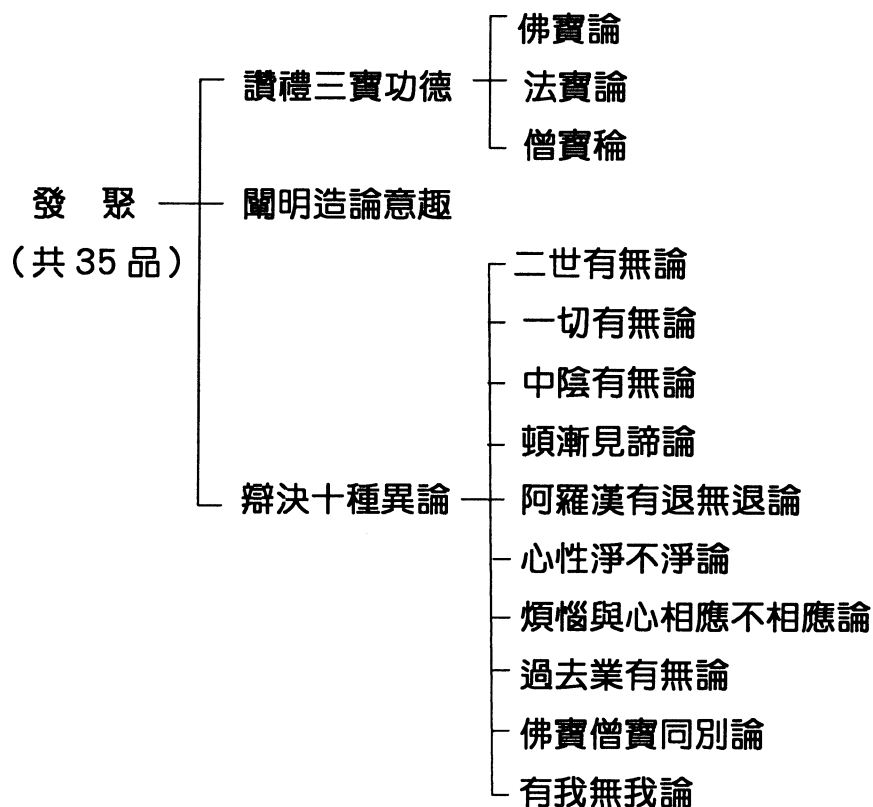 發 聚
(共 35 品)
讚禮三寶功德
佛寶論
法寶論
僧寶稐
闡明造論意趣
辯決十種異論
二世有無論
一切有無論
中陰有無論
頓漸見諦論
阿羅漢有退無退論
心性淨不淨論
煩惱與心相應不相應論
過去業有無論
佛寶僧寶同別論
有我無我論